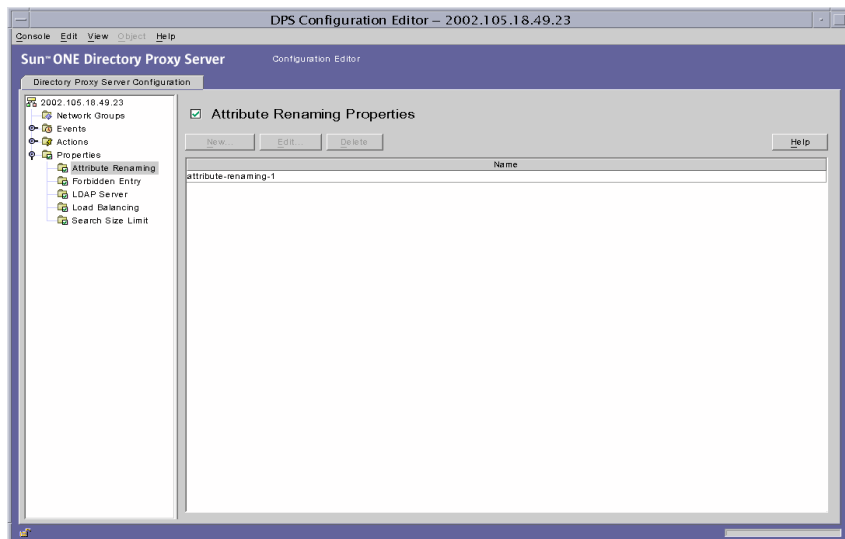 DPS Configuration Editor – 2002.105.18.49.23
Console Edit View Object Help
Sun™ ONE Directory Proxy Server Configuration Editor
Directory Proxy Server Configuration
2002.105.18.49.23
Network Groups
Events
Actions
Properties
Attribute Renaming
Forbidden Entry
LDAP Server
Load Balancing
Search Size Limit
Attribute Renaming Properties
New... Edit... Delete Help
Name
attribute-renaming-1